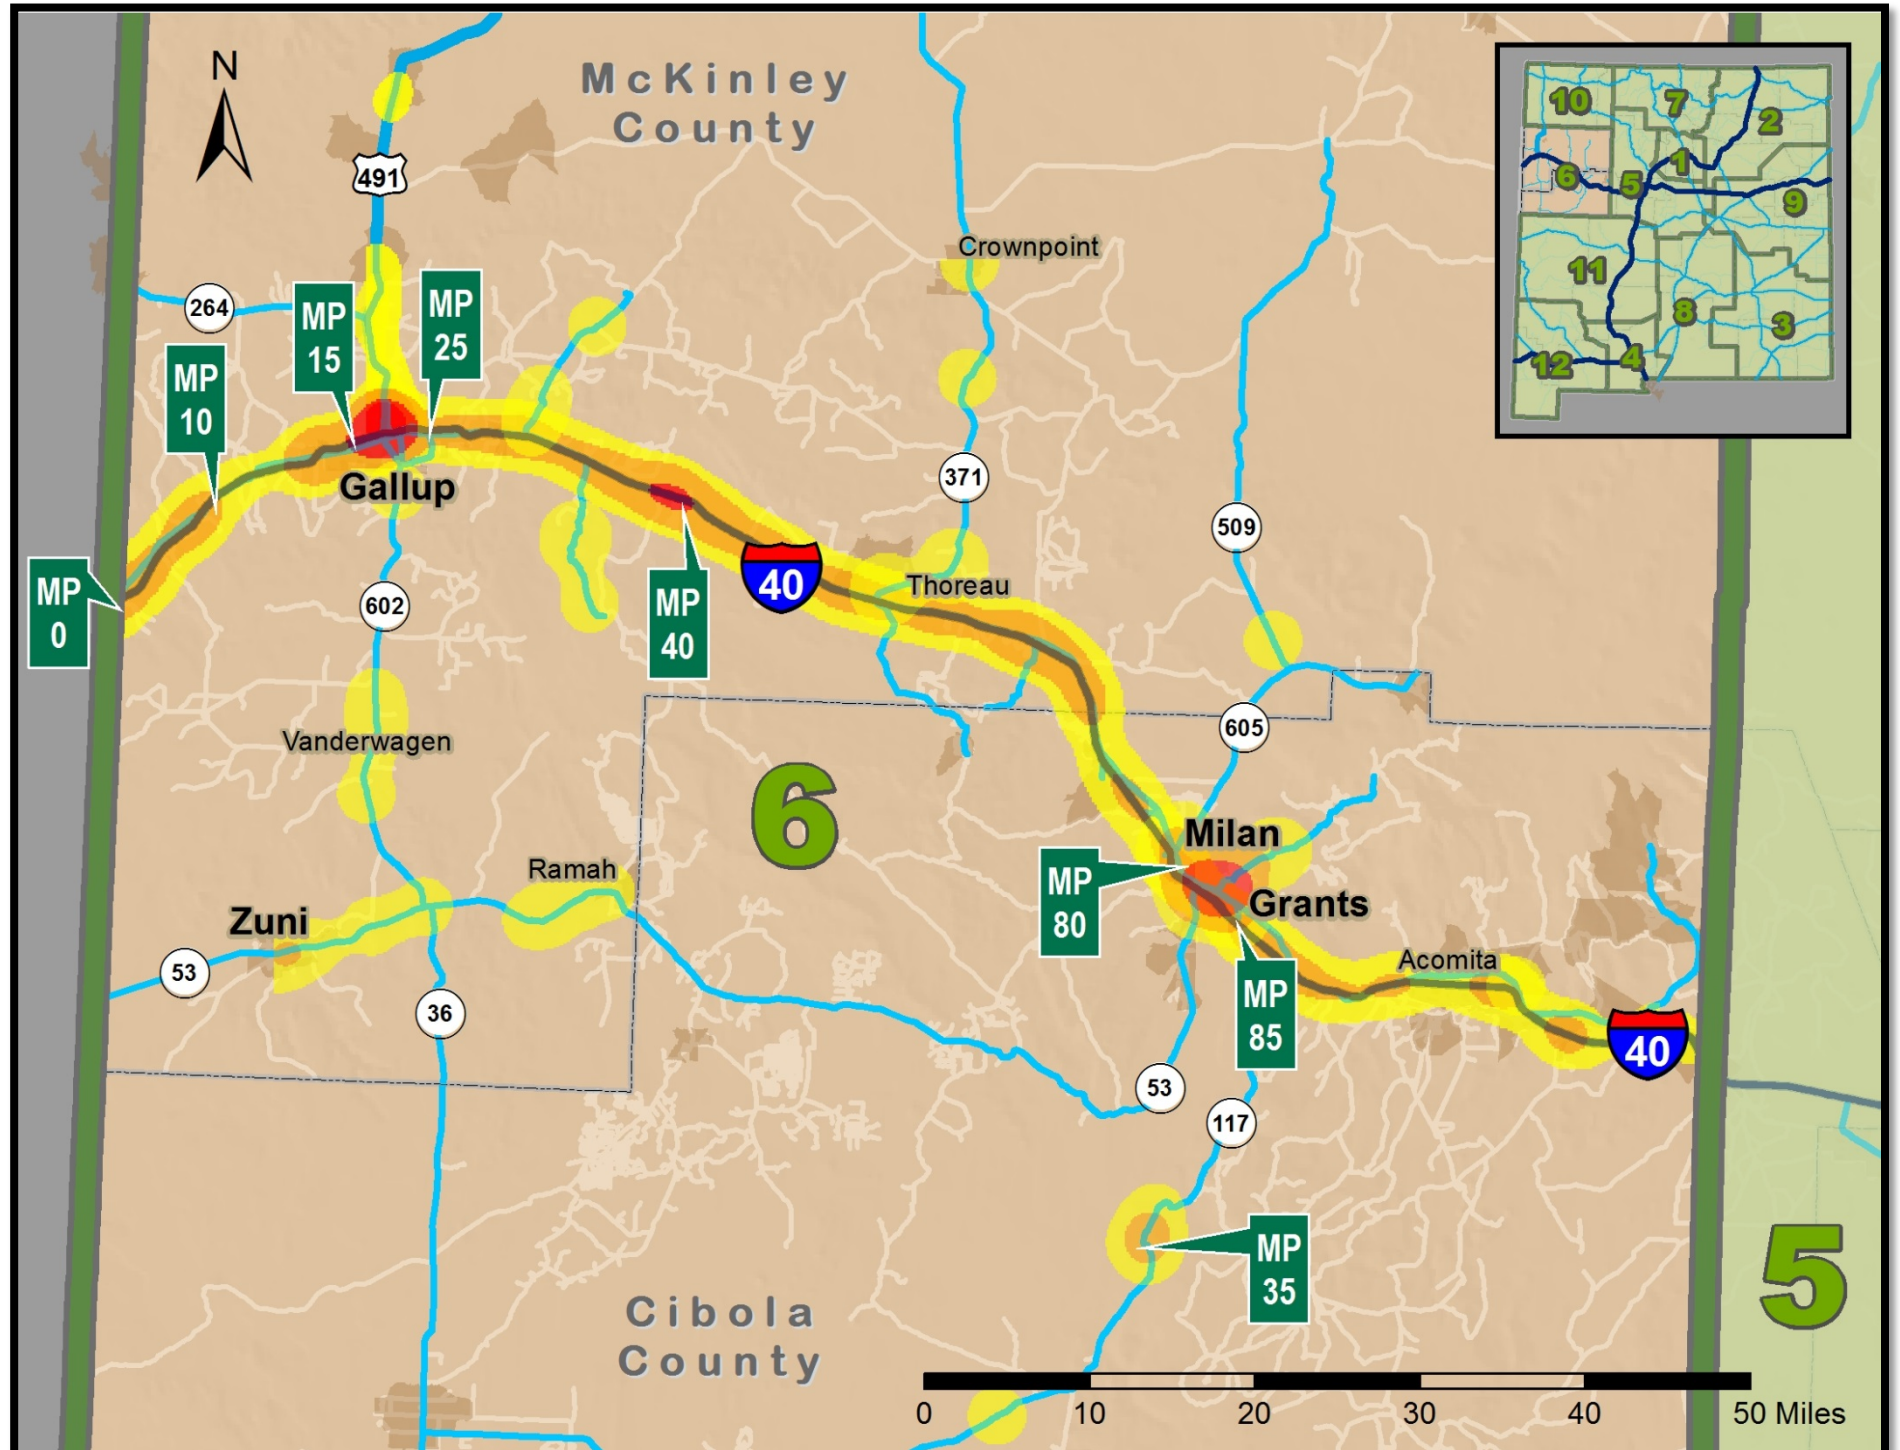 N
McKinley
County
491
Crownpoint
264
MP
15
MP
25
MP
10
Gallup
371
509
MP
0
602
MP
40
40
Thoreau
605
Vanderwagen
6
Milan
Ramah
MP
80
Grants
Zuni
Acomita
53
36
MP
85
40
53
117
MP
35
5
Cibola
County
0 10 20 30 40 50 Miles
10
7
2
1
6
5
9
11
8
3
4
12